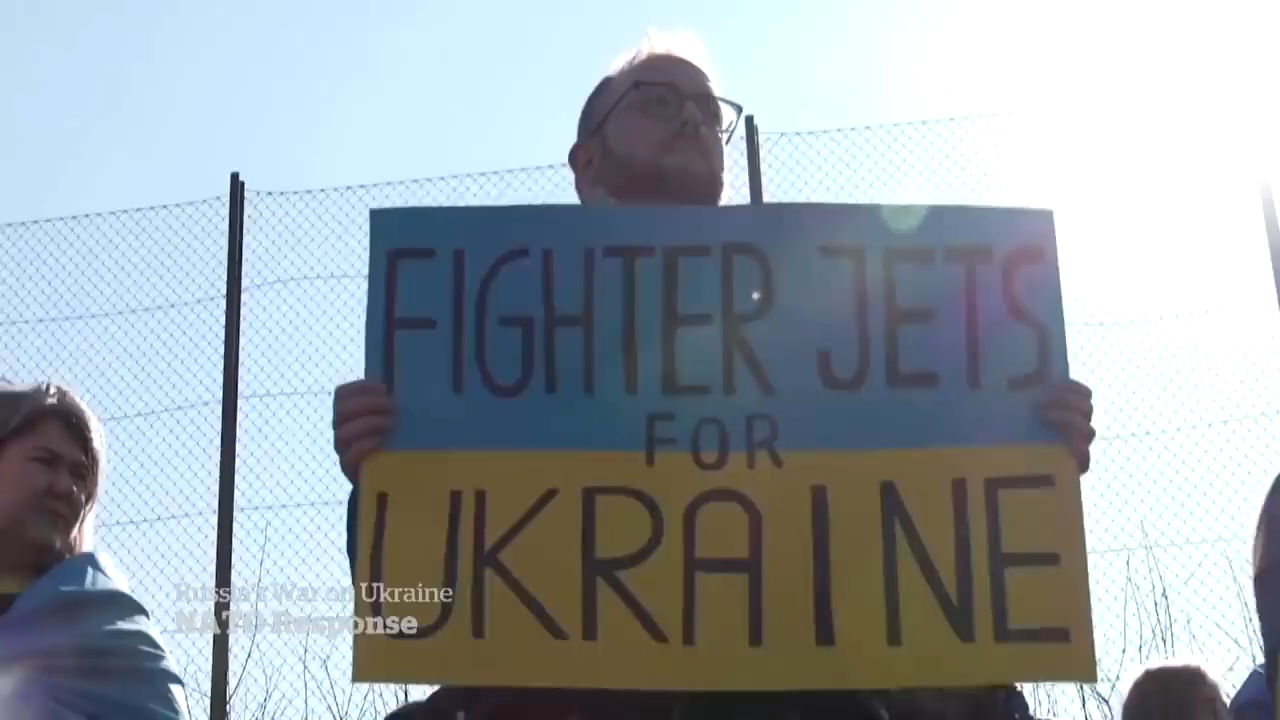 FIGHTER JETS
FOR
UKRAINE
Russia's War on Ukraine
NATO Response